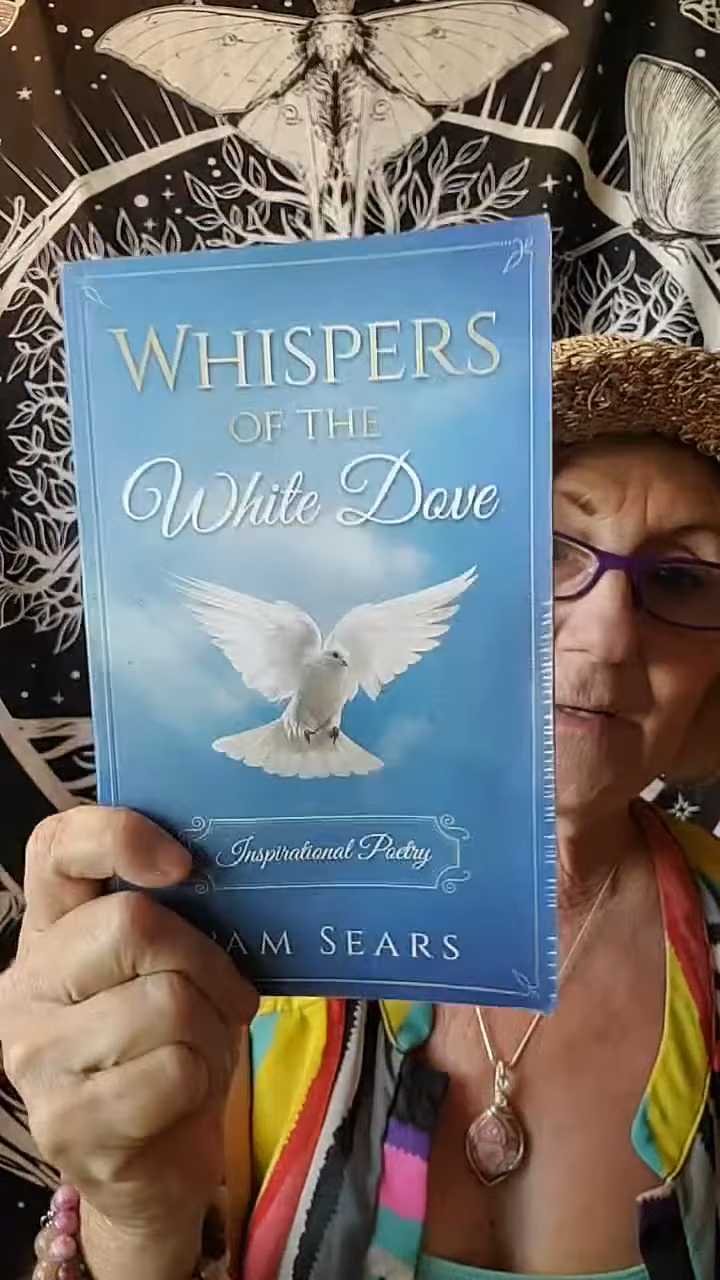 WHISPERS
OF THE
White Dove
Inspirational Poetry
SEARS